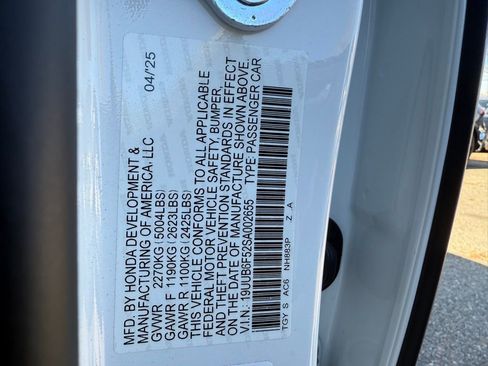 04/25
MFD. BY HONDA DEVELOPMENT &
MANUFACTURING OF AMERICA, LLC
GVWR 2270KG (5004LBS)
GAWR F 1190KG (2623LBS)
GAWR R 1100KG (2425LBS)
THIS VEHICLE CONFORMS TO ALL APPLICABLE
FEDERAL MOTOR VEHICLE SAFETY, BUMPER,
AND THEFT PREVENTION STANDARDS IN EFFECT
ON THE DATE OF MANUFACTURE SHOWN ABOVE.
V.I.N.: 19UUB6F52SA002655 TYPE:PASSENGER CAR
TGY S AC6 NH883P Z A